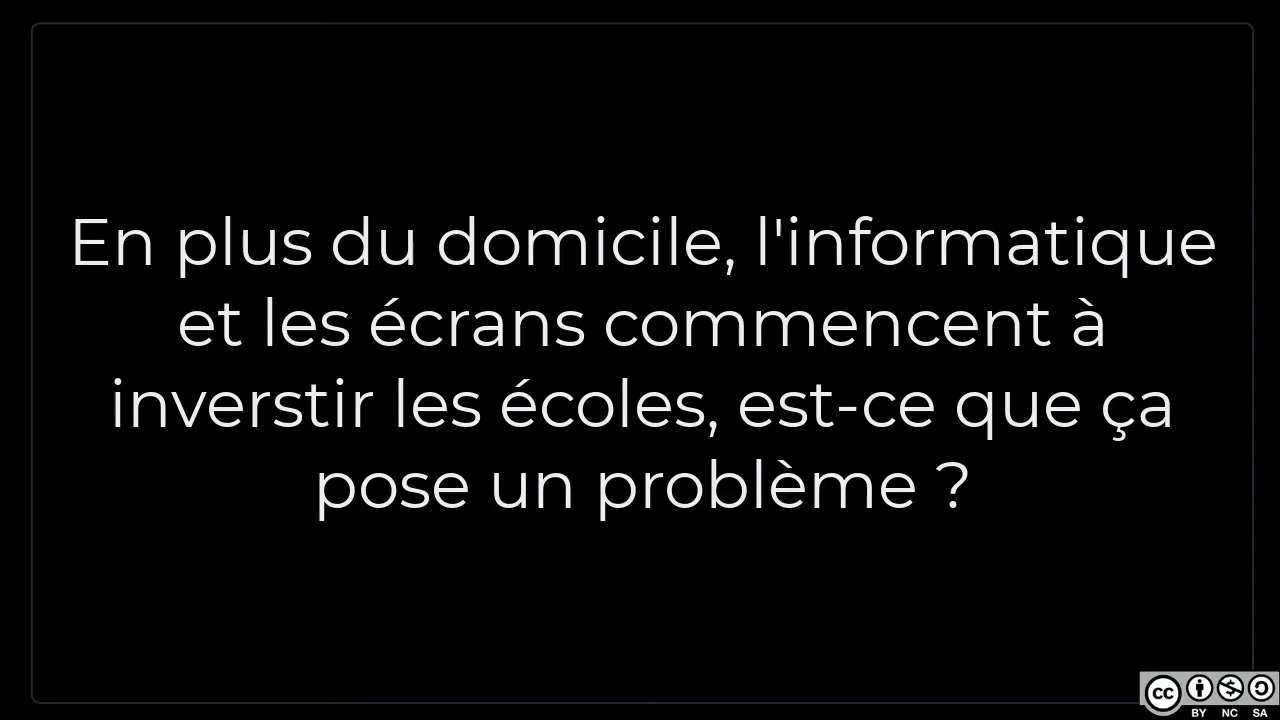 En plus du domicile, l'informatique
et les écrans commencent à
inverstir les écoles, est-ce que ça
pose un problème ?
cc
BY NC SA